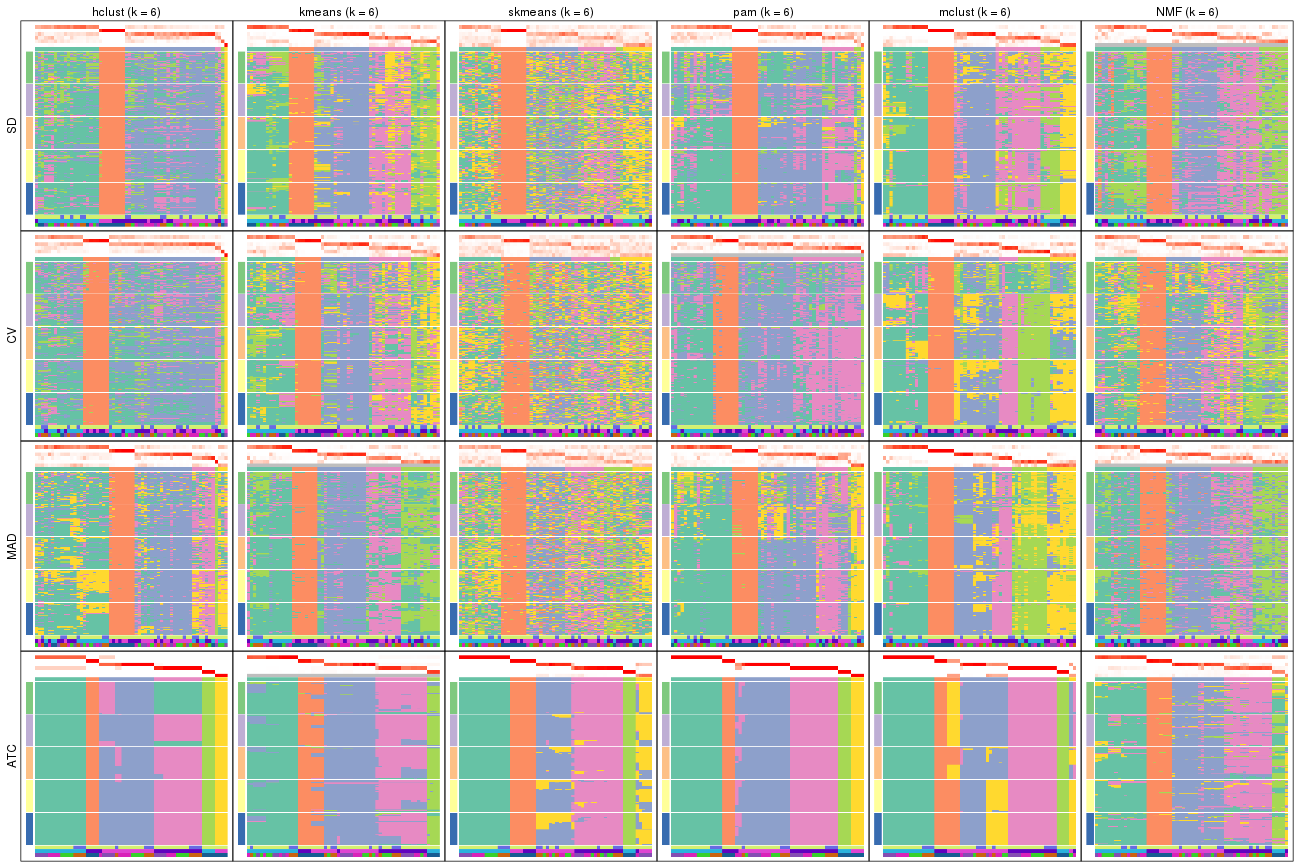 hclust (k = 6)
kmeans (k = 6)
skmeans (k = 6)
pam (k = 6)
mclust (k = 6)
NMF (k = 6)
SD
CV
MAD
ATC